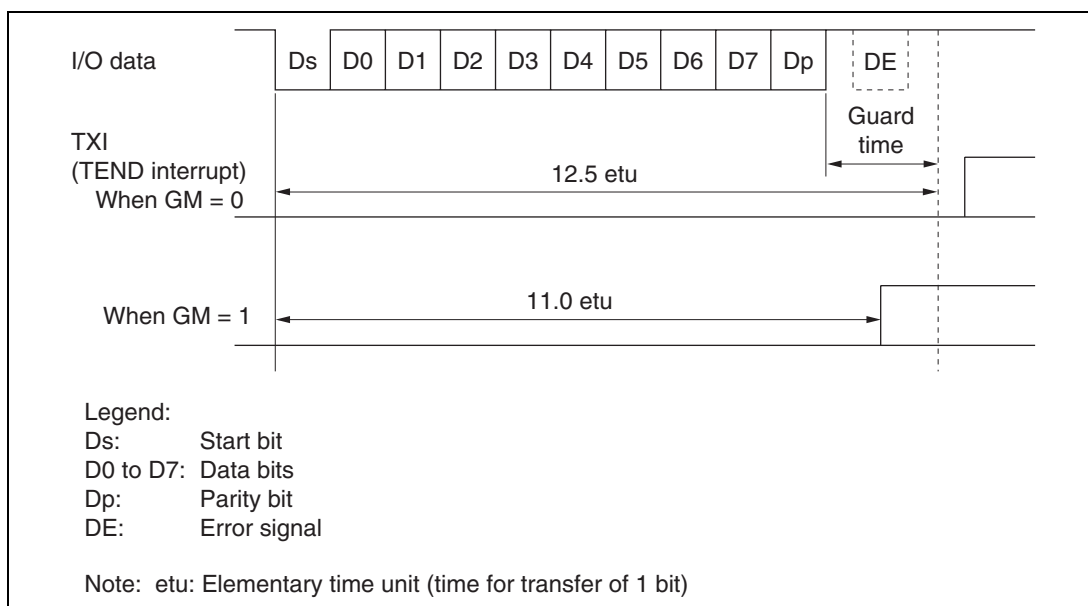 I/O data Ds D0 D1 D2 D3 D4 D5 D6 D7 Dp DE
Guard
time
TXI
(TEND interrupt)
When GM = 0
12.5 etu
When GM = 1
11.0 etu
Legend:
Ds: Start bit
D0 to D7: Data bits
Dp: Parity bit
DE: Error signal
Note: etu: Elementary time unit (time for transfer of 1 bit)